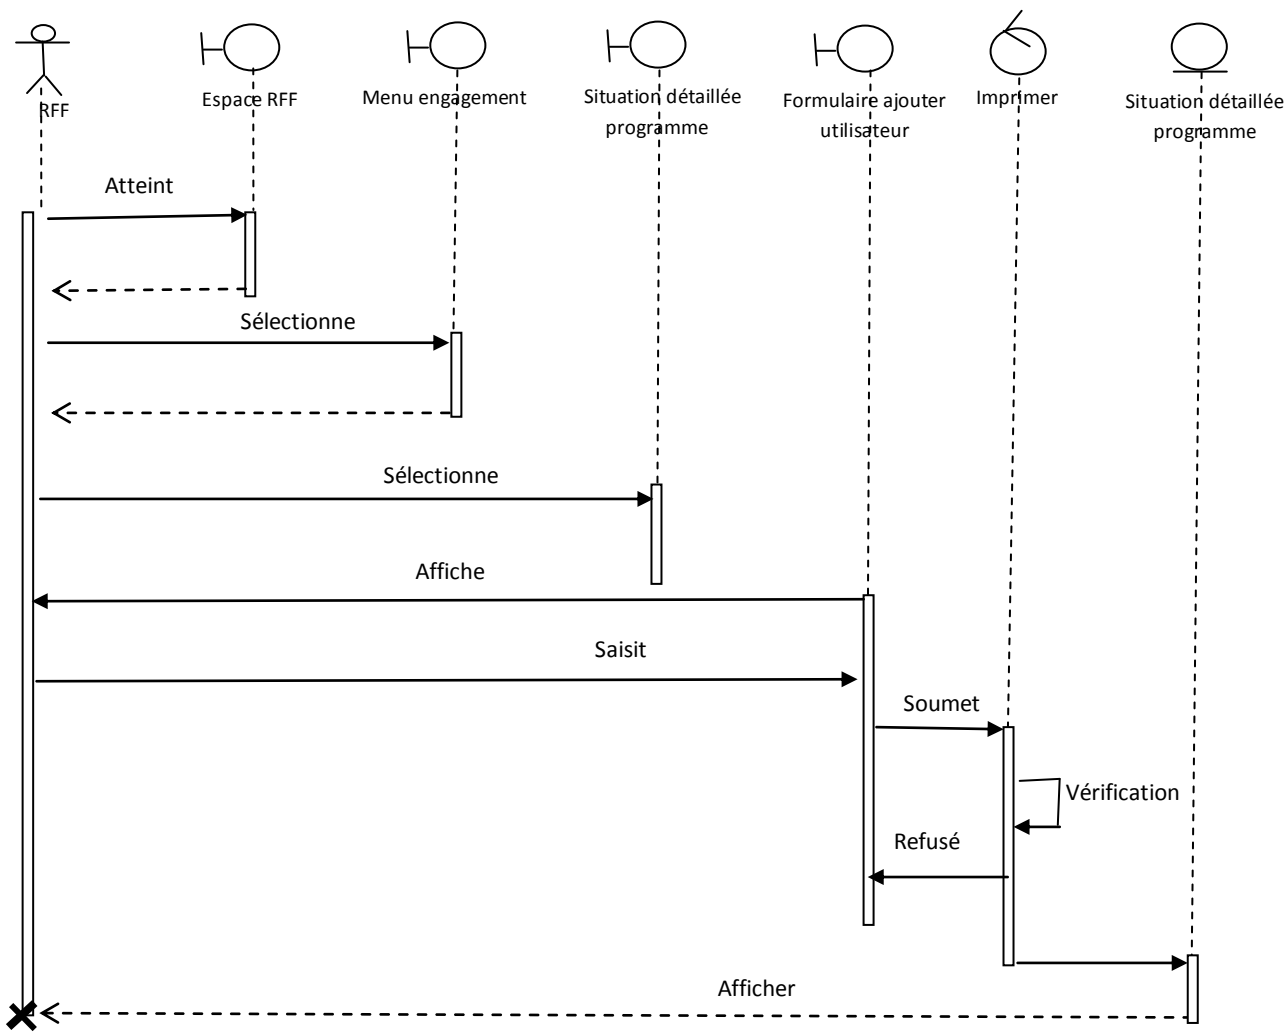 RFF
Espace RFF
Menu engagement
Situation détaillée
programme
Formulaire ajouter
utilisateur
Imprimer
Situation détaillée
programme
Atteint
Sélectionne
Sélectionne
Affiche
Saisit
Soumet
Vérification
Refusé
Afficher